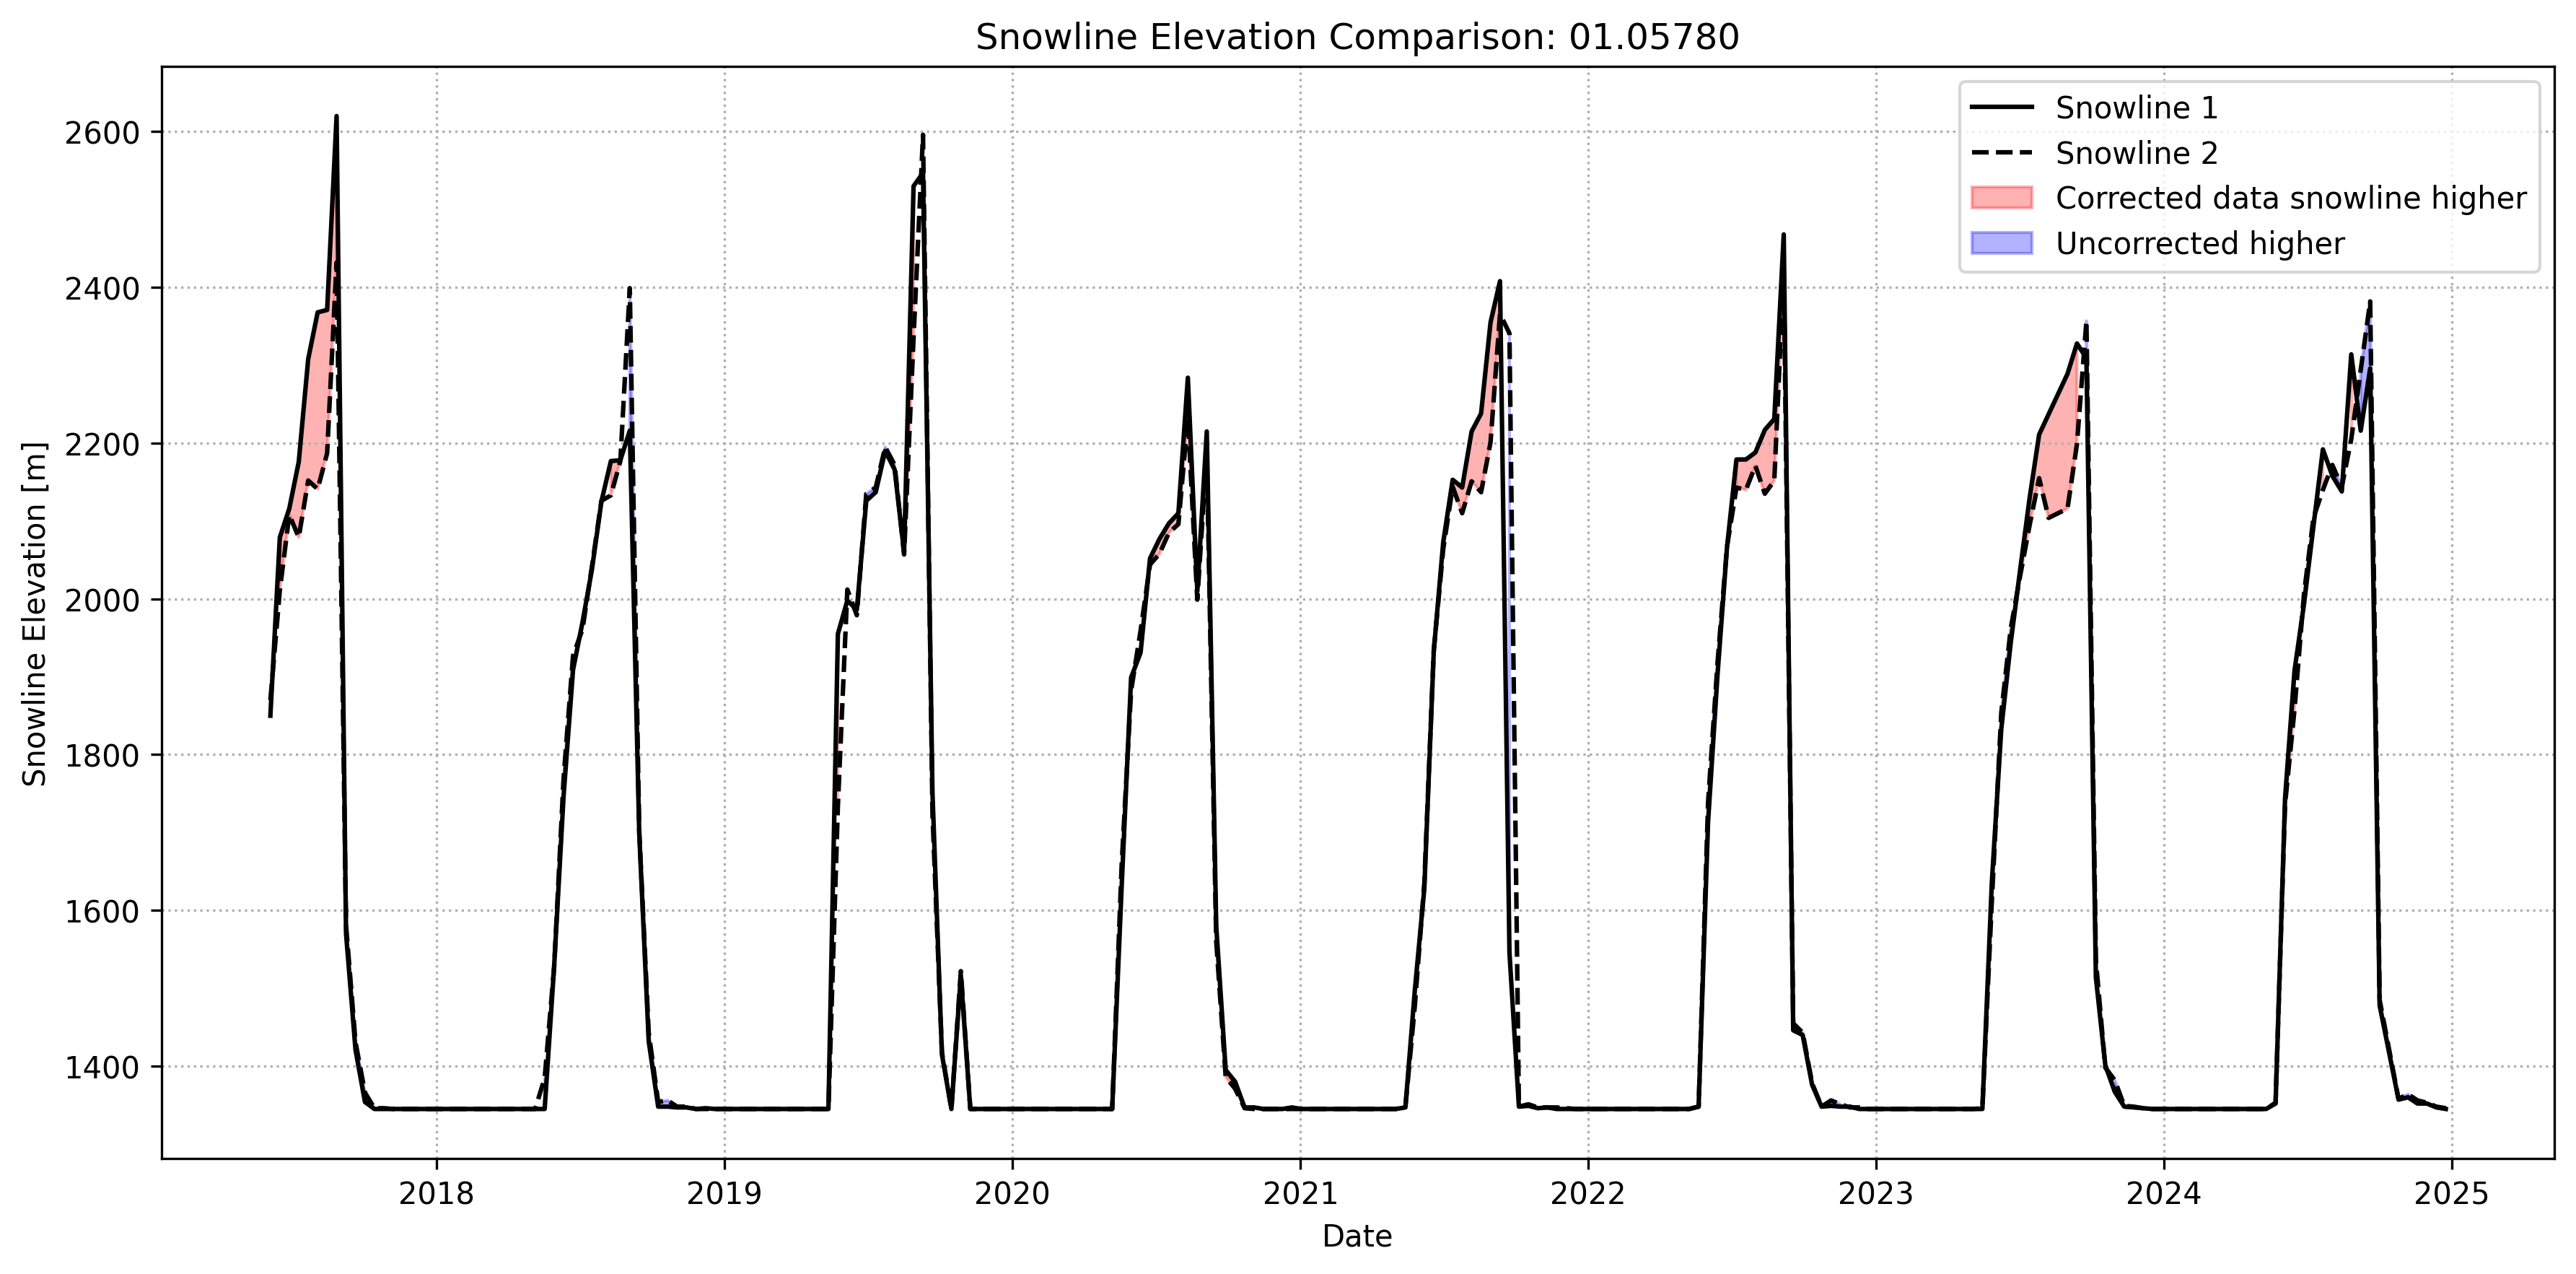 Snowline Elevation Comparison: 01.05780
Snowline 1
Snowline 2
Corrected data snowline higher
Uncorrected higher
Snowline Elevation [m]
2600
2400
2200
2000
1800
1600
1400
2018 2019 2020 2021 2022 2023 2024 2025
Date